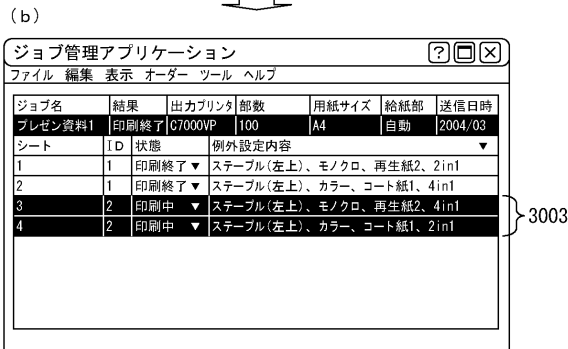 (b)
ジョブ管理アプリケーション ?
ファイル 編集 表示 オーダー ツール ヘルプ
ジョブ名 結果 出力プリンタ 部数 用紙サイズ 給紙部 送信日時
プレゼン資料1 印刷終了 C7000VP 100 A4 自動 2004/03
シート ID 状態 例外設定内容 ▼
1 1 印刷終了▼ ステープル(左上)、モノクロ、再生紙2、2in1
2 1 印刷終了▼ ステープル(左上)、カラー、コート紙1、4in1
3 2 印刷中 ▼ ステープル(左上)、モノクロ、再生紙2、4in1
4 2 印刷中 ▼ ステープル(左上)、カラー、コート紙1、2in1
3003